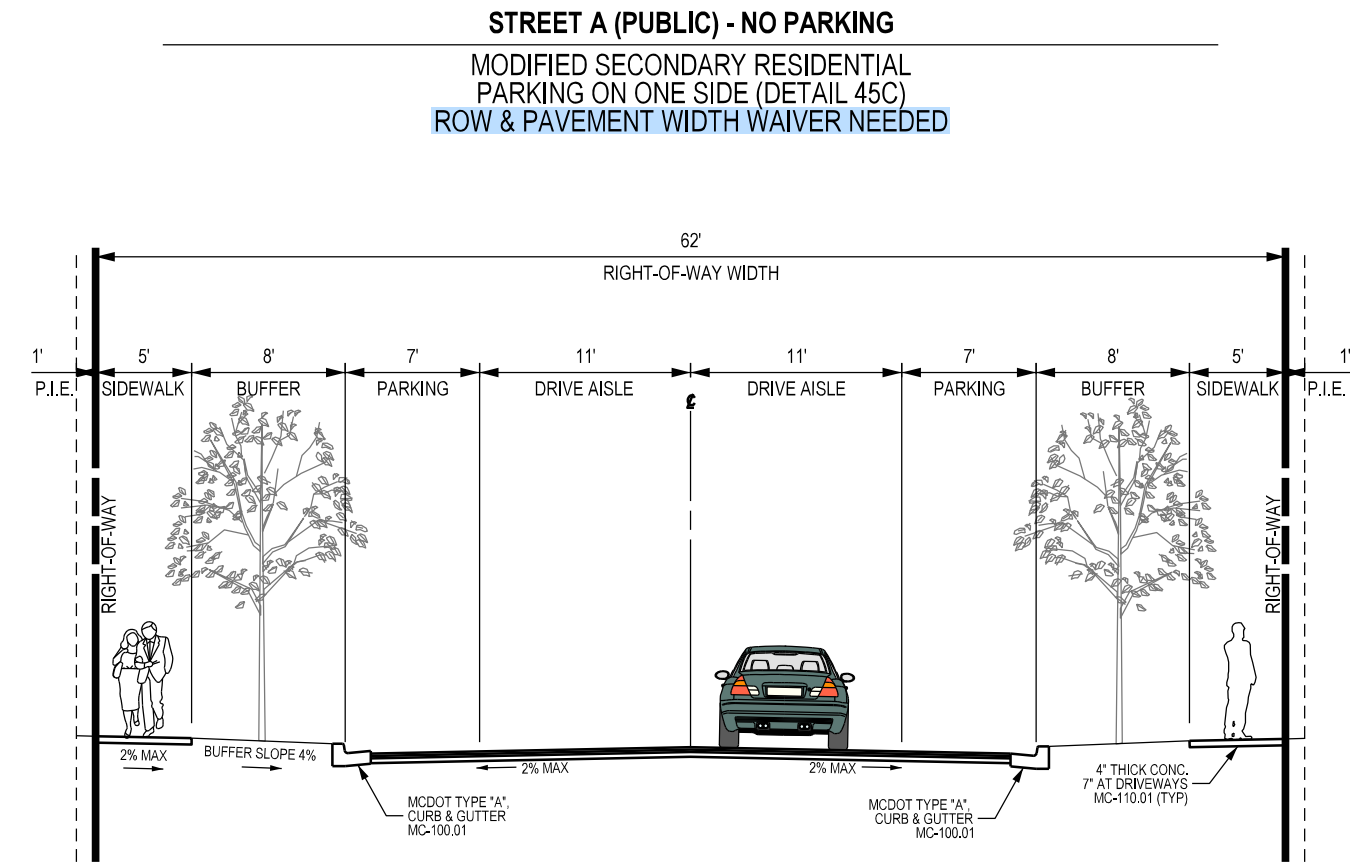 STREET A (PUBLIC) - NO PARKING
MODIFIED SECONDARY RESIDENTIAL
PARKING ON ONE SIDE (DETAIL 45C)
ROW & PAVEMENT WIDTH WAIVER NEEDED
62'
RIGHT-OF-WAY WIDTH
1' 5' 8' 7' 11' 11' 7' 8' 5' 1'
P.I.E. SIDEWALK BUFFER PARKING DRIVE AISLE DRIVE AISLE PARKING BUFFER SIDEWALK P.I.E.
℄
RIGHT-OF-WAY
RIGHT-OF-WAY
2% MAX
BUFFER SLOPE 4%
2% MAX
2% MAX
MCDOT TYPE "A",
CURB & GUTTER
MC-100.01
MCDOT TYPE "A",
CURB & GUTTER
MC-100.01
4" THICK CONC.
7" AT DRIVEWAYS
MC-110.01 (TYP)